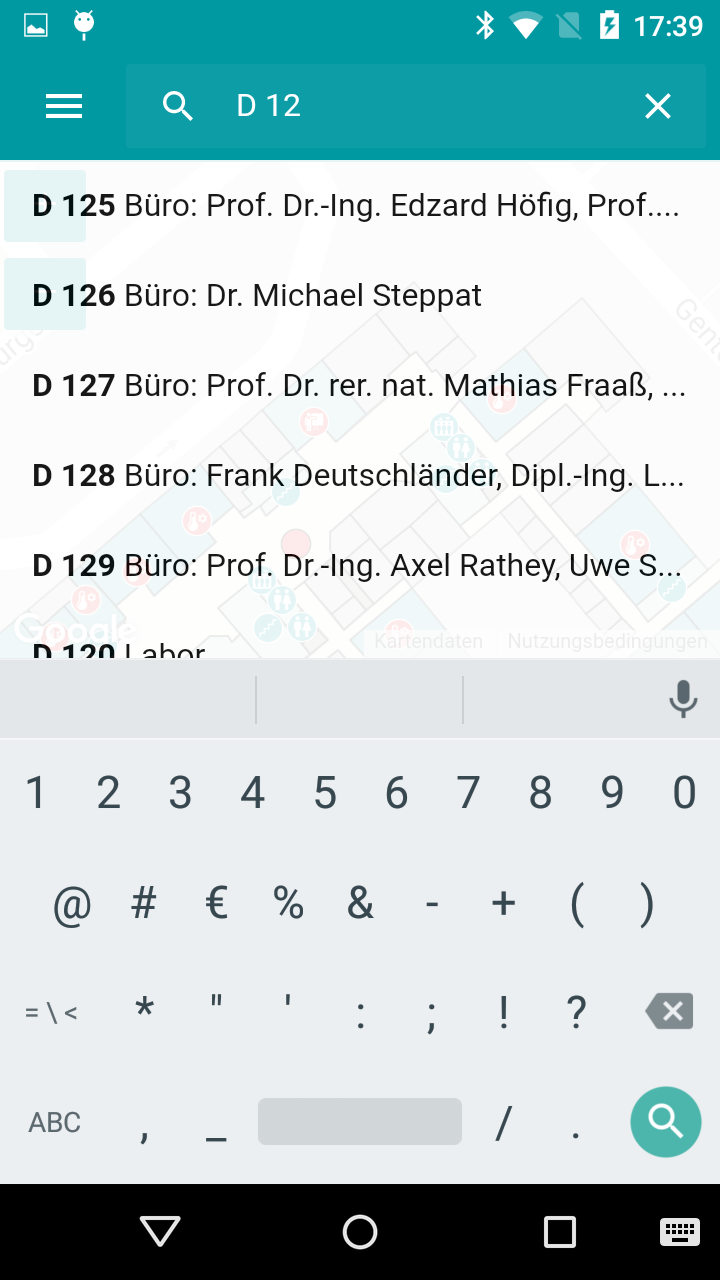 17:39
D 12
D 125 Büro: Prof. Dr.-Ing. Edzard Höfig, Prof....
D 126 Büro: Dr. Michael Steppat
D 127 Büro: Prof. Dr. rer. nat. Mathias Fraaß, ...
D 128 Büro: Frank Deutschländer, Dipl.-Ing. L...
D 129 Büro: Prof. Dr.-Ing. Axel Rathey, Uwe S...
D 120 Labor
Google
Kartendaten Nutzungsbedingungen
1 2 3 4 5 6 7 8 9 0
@ # € % & - + ( )
= \ < * " ' : ; ! ?
ABC , _ / .